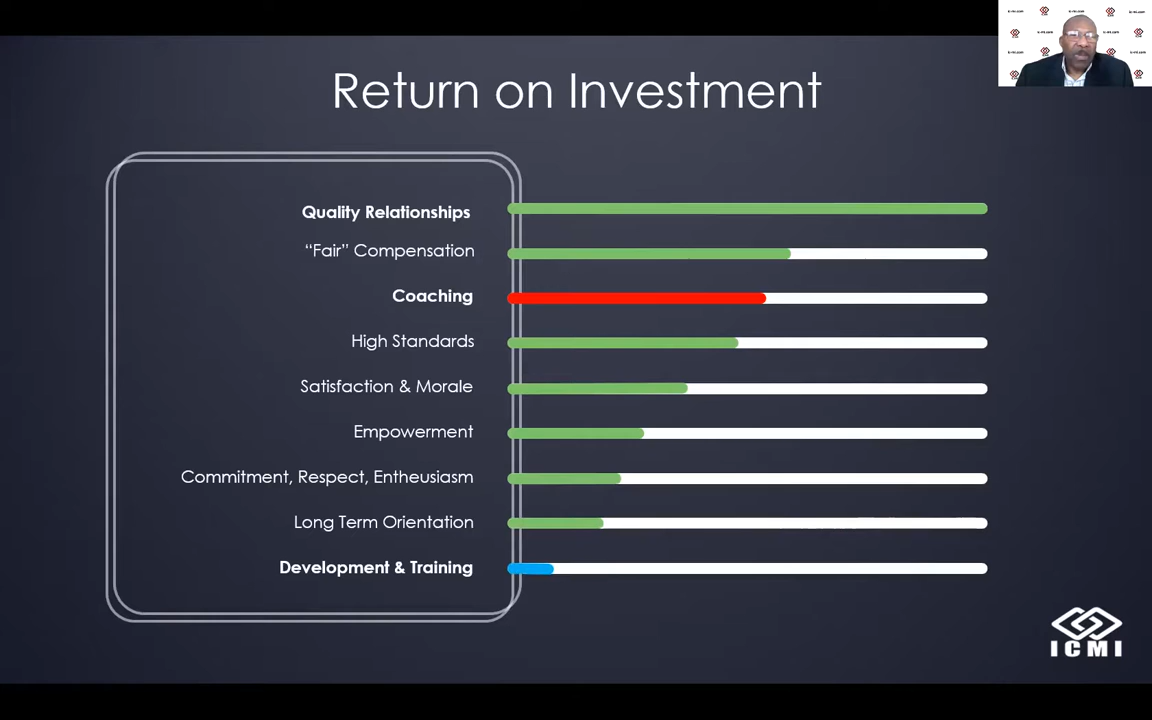 Return on Investment
Quality Relationships
“Fair” Compensation
Coaching
High Standards
Satisfaction & Morale
Empowerment
Commitment, Respect, Entheusiasm
Long Term Orientation
Development & Training
ICMI